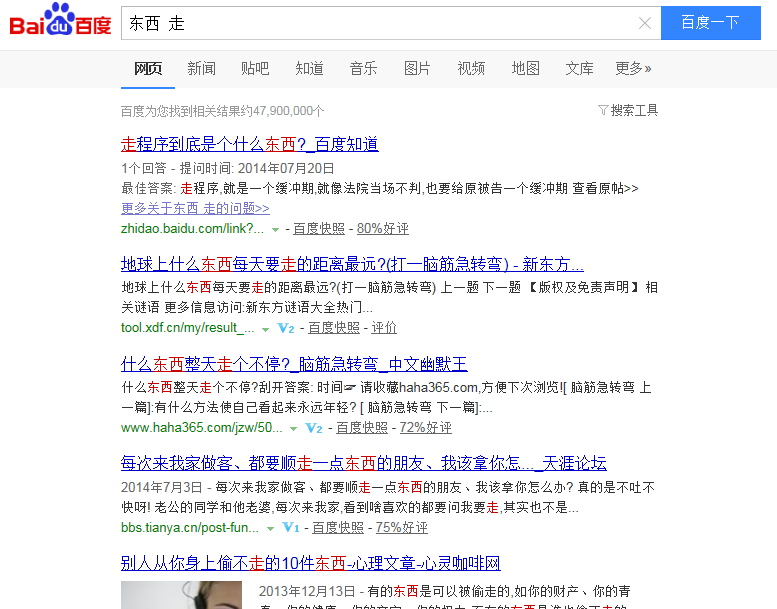 Bai du 百度
东西 走
百度一下
网页 新闻 贴吧 知道 音乐 图片 视频 地图 文库 更多»
百度为您找到相关结果约47,900,000个
搜索工具
走程序到底是个什么东西?_百度知道
1个回答 - 提问时间: 2014年07月20日
最佳答案: 走程序,就是一个缓冲期,就像法院当场不判,也要给原被告一个缓冲期 查看原帖>>
更多关于东西 走的问题>>
zhidao.baidu.com/link?... - 百度快照 - 80%好评
地球上什么东西每天要走的距离最远?(打一脑筋急转弯) - 新东方...
地球上什么东西每天要走的距离最远?(打一脑筋急转弯) 上一题 下一题 【版权及免责声明】 相
关谜语 更多信息访问:新东方谜语大全热门...
tool.xdf.cn/my/result_... V2 - 百度快照 - 评价
什么东西整天走个不停?_脑筋急转弯_中文幽默王
什么东西整天走个不停?刮开答案: 时间☞ 请收藏haha365.com,方便下次浏览![ 脑筋急转弯 上
一篇]:有什么方法使自己看起来永远年轻? [ 脑筋急转弯 下一篇]:...
www.haha365.com/jzw/50... V2 - 百度快照 - 72%好评
每次来我家做客、都要顺走一点东西的朋友、我该拿你怎..._天涯论坛
2014年7月3日 - 每次来我家做客、都要顺走一点东西的朋友、我该拿你怎么办? 真的是不吐不
快呀! 老公的同学和他老婆,每次来我家,看到啥喜欢的都要问我要走,其实也不是...
bbs.tianya.cn/post-fun... V1 - 百度快照 - 75%好评
别人从你身上偷不走的10件东西-心理文章-心灵咖啡网
2013年12月13日 - 有的东西是可以被偷走的,如你的财产、你的青